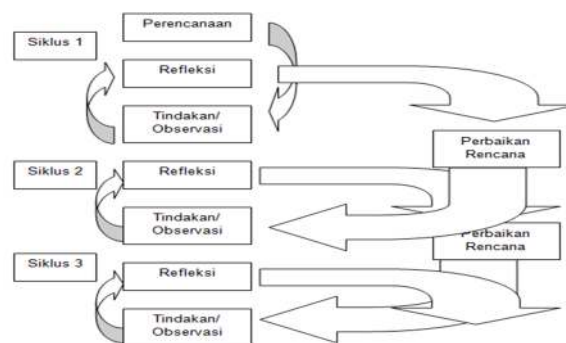 Perencanaan
Siklus 1
Refleksi
Tindakan/
Observasi
Perbaikan
Rencana
Siklus 2
Refleksi
Tindakan/
Observasi
Perbaikan
Rencana
Siklus 3
Refleksi
Tindakan/
Observasi